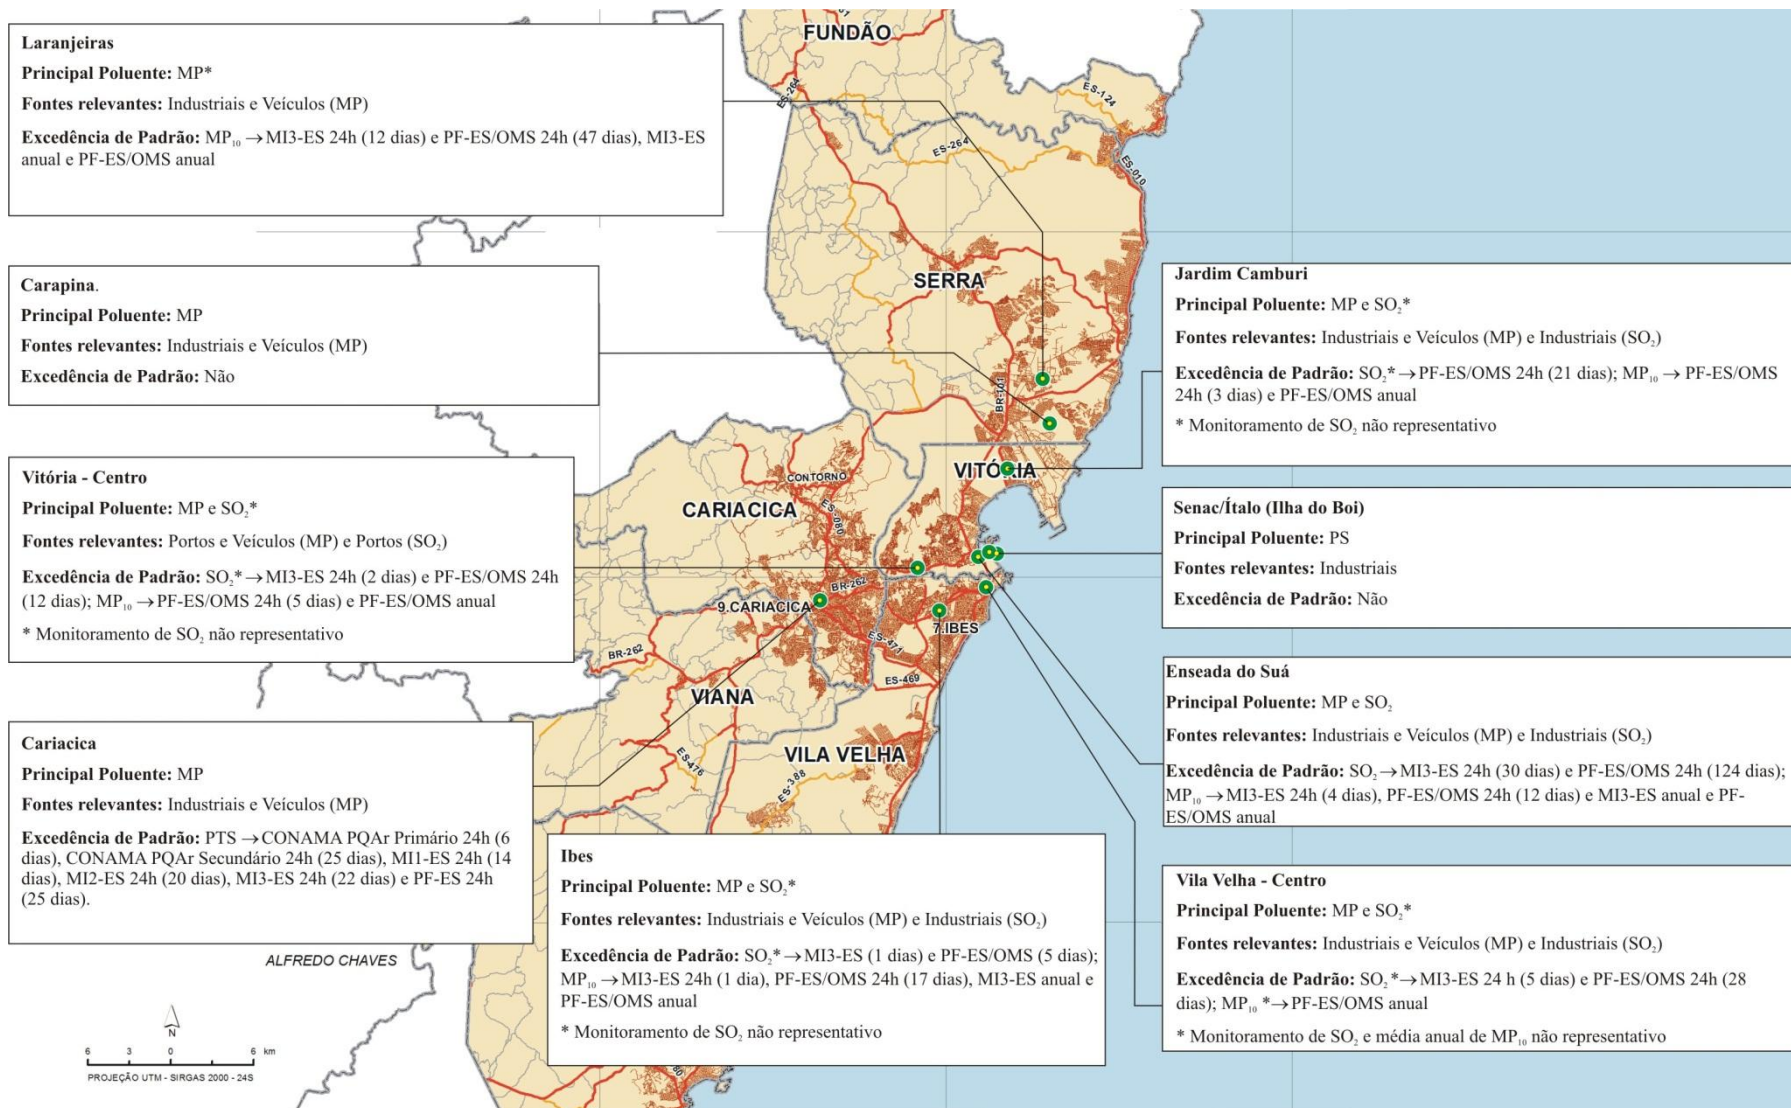 Laranjeiras
Principal Poluente: MP*
Fontes relevantes: Industriais e Veículos (MP)
Excedência de Padrão: MP₁₀ → MI3-ES 24h (12 dias) e PF-ES/OMS 24h (47 dias), MI3-ES
anual e PF-ES/OMS anual
Carapina.
Principal Poluente: MP
Fontes relevantes: Industriais e Veículos (MP)
Excedência de Padrão: Não
Vitória - Centro
Principal Poluente: MP e SO₂*
Fontes relevantes: Portos e Veículos (MP) e Portos (SO₂)
Excedência de Padrão: SO₂* → MI3-ES 24h (2 dias) e PF-ES/OMS 24h
(12 dias); MP₁₀ → PF-ES/OMS 24h (5 dias) e PF-ES/OMS anual
* Monitoramento de SO₂ não representativo
Cariacica
Principal Poluente: MP
Fontes relevantes: Industriais e Veículos (MP)
Excedência de Padrão: PTS → CONAMA PQAr Primário 24h (6
dias), CONAMA PQAr Secundário 24h (25 dias), MI1-ES 24h (14
dias), MI2-ES 24h (20 dias), MI3-ES 24h (22 dias) e PF-ES 24h
(25 dias).
Ibes
Principal Poluente: MP e SO₂*
Fontes relevantes: Industriais e Veículos (MP) e Industriais (SO₂)
Excedência de Padrão: SO₂* → MI3-ES (1 dias) e PF-ES/OMS (5 dias);
MP₁₀ → MI3-ES 24h (1 dia), PF-ES/OMS 24h (17 dias), MI3-ES anual e
PF-ES/OMS anual
* Monitoramento de SO₂ não representativo
Jardim Camburi
Principal Poluente: MP e SO₂*
Fontes relevantes: Industriais e Veículos (MP) e Industriais (SO₂)
Excedência de Padrão: SO₂* → PF-ES/OMS 24h (21 dias); MP₁₀ → PF-ES/OMS
24h (3 dias) e PF-ES/OMS anual
* Monitoramento de SO₂ não representativo
Senac/Ítalo (Ilha do Boi)
Principal Poluente: PS
Fontes relevantes: Industriais
Excedência de Padrão: Não
Enseada do Suá
Principal Poluente: MP e SO₂
Fontes relevantes: Industriais e Veículos (MP) e Industriais (SO₂)
Excedência de Padrão: SO₂ → MI3-ES 24h (30 dias) e PF-ES/OMS 24h (124 dias);
MP₁₀ → MI3-ES 24h (4 dias), PF-ES/OMS 24h (12 dias) e MI3-ES anual e PF-
ES/OMS anual
Vila Velha - Centro
Principal Poluente: MP e SO₂*
Fontes relevantes: Industriais e Veículos (MP) e Industriais (SO₂)
Excedência de Padrão: SO₂* → MI3-ES 24 h (5 dias) e PF-ES/OMS 24h (28
dias); MP₁₀ * → PF-ES/OMS anual
* Monitoramento de SO₂ e média anual de MP₁₀ não representativo
FUNDÃO
ES-264
ES-124
ES-264
ES-010
SERRA
BR-101
VITÓRIA
CONTORNO
CARIACICA
ES-080
BR-262
9.CARIACICA
7.IBES
ES-471
BR-262
ES-469
VIANA
VILA VELHA
ES-476
ES-388
ALFREDO CHAVES
N
6 3 0 6 km
PROJEÇÃO UTM - SIRGAS 2000 - 24S